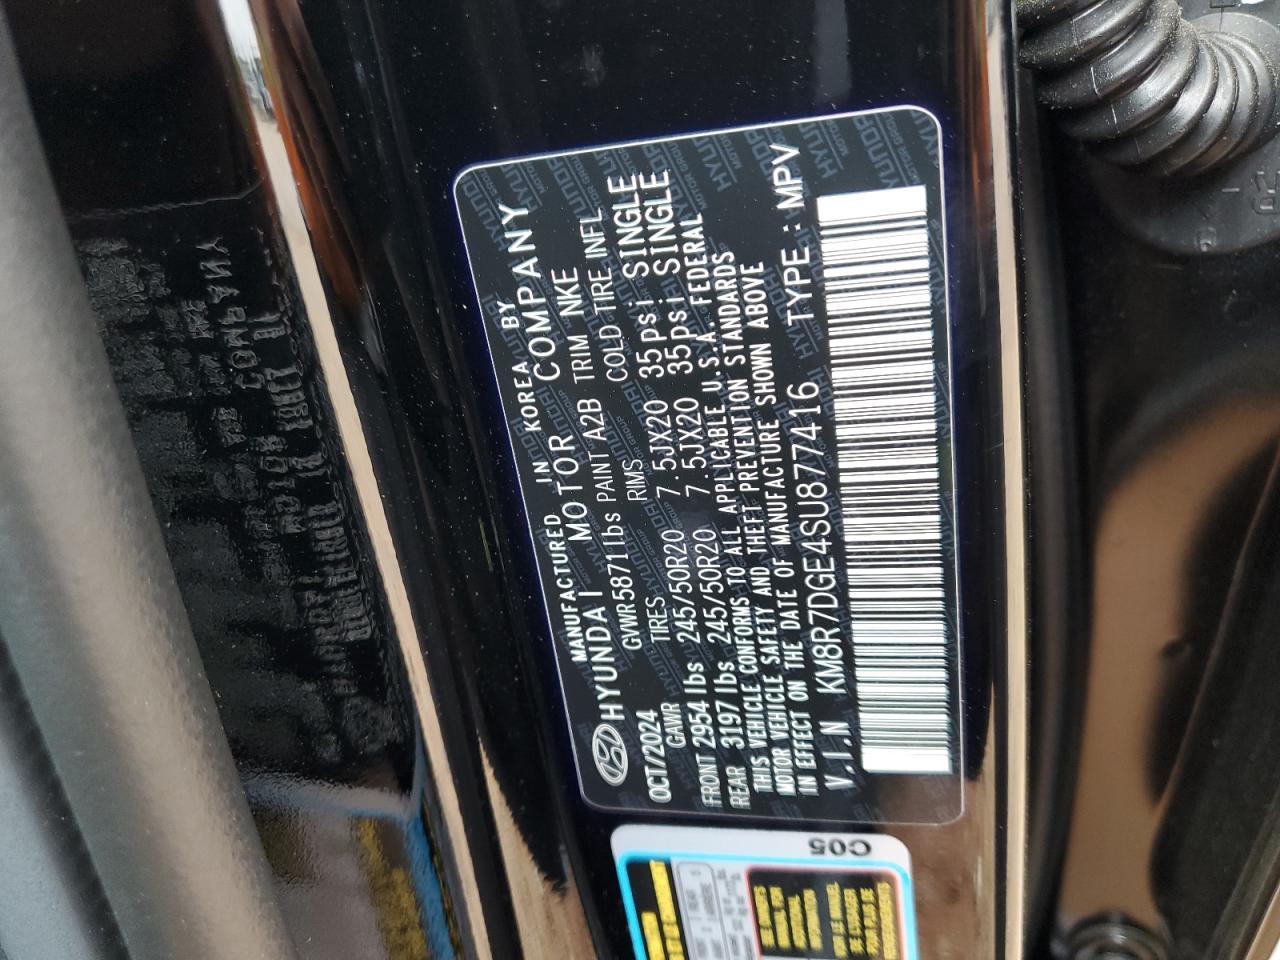 MANUFACTURED IN KOREA BY
HYUNDAI MOTOR COMPANY
OCT/2024 GVWR 5871 lbs PAINT A2B TRIM NKE
GAWR TIRES RIMS COLD TIRE INFL
FRONT 2954 lbs 245/50R20 7.5JX20 35psi SINGLE
REAR 3197 lbs 245/50R20 7.5JX20 35psi SINGLE
THIS VEHICLE CONFORMS TO ALL APPLICABLE U.S.A. FEDERAL
MOTOR VEHICLE SAFETY AND THEFT PREVENTION STANDARDS
IN EFFECT ON THE DATE OF MANUFACTURE SHOWN ABOVE
V.I.N KM8R7DGE4SU877416 TYPE : MPV
C05